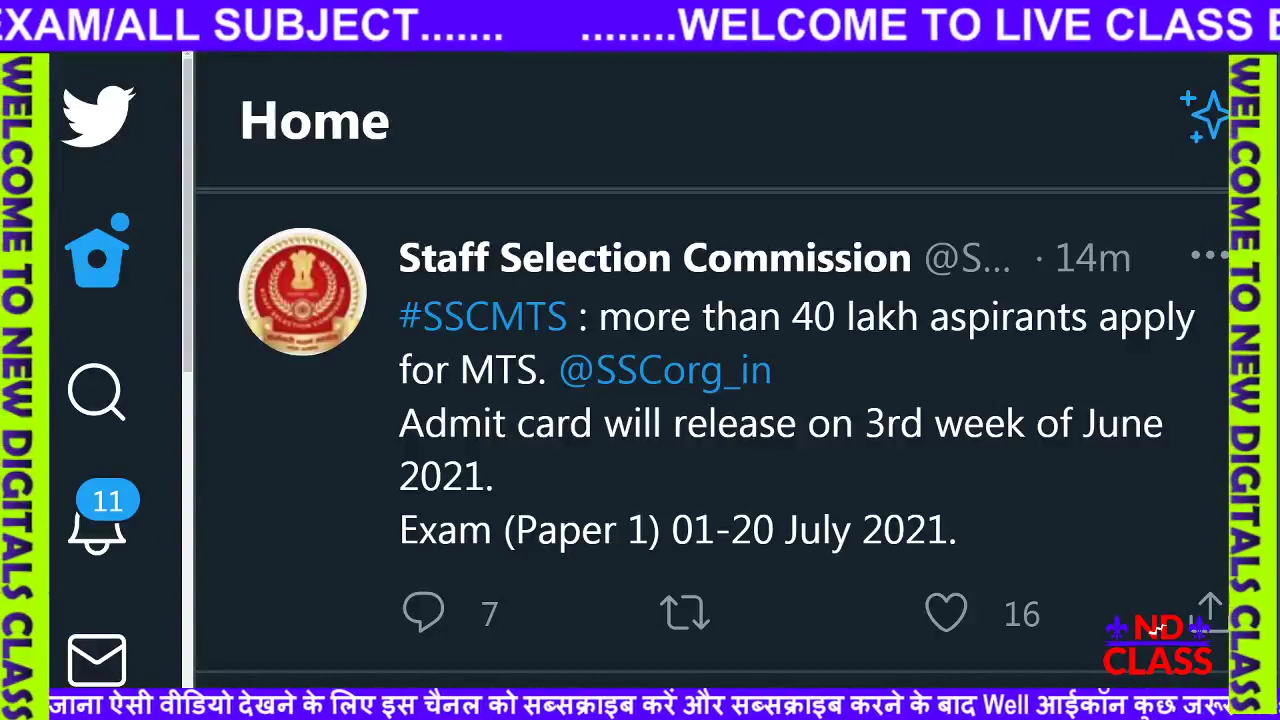 EXAM/ALL SUBJECT....... ........WELCOME TO LIVE CLASS
WELCOME TO NEW DIGITALS CLASS
Home
Staff Selection Commission @S... · 14m
#SSCMTS : more than 40 lakh aspirants apply
for MTS. @SSCorg_in
Admit card will release on 3rd week of June
2021.
Exam (Paper 1) 01-20 July 2021.
11
7 16
ND
CLASS
WELCOME TO NEW DIGITALS CLASS
जाना ऐसी वीडियो देखने के लिए इस चैनल को सब्सक्राइब करें और सब्सक्राइब करने के बाद Well आईकॉन कुछ